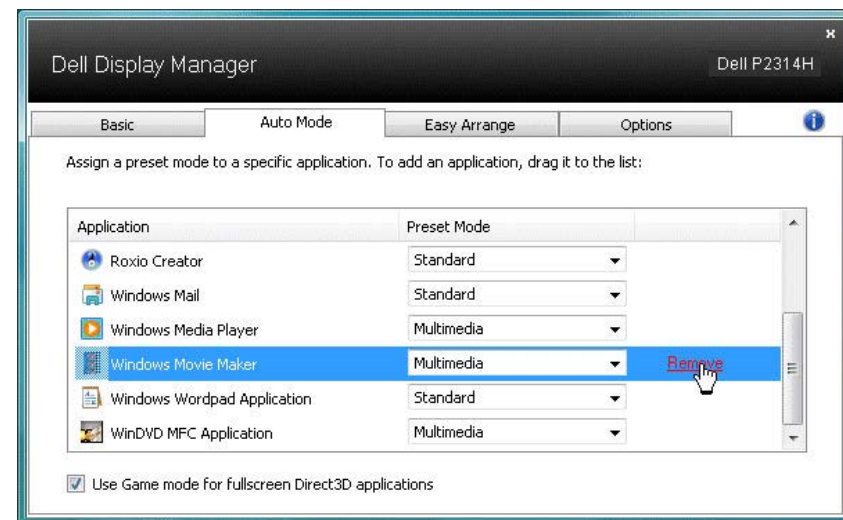 Dell Display Manager Dell P2314H
Basic Auto Mode Easy Arrange Options
Assign a preset mode to a specific application. To add an application, drag it to the list:
Application Preset Mode
Roxio Creator Standard
Windows Mail Standard
Windows Media Player Multimedia
Windows Movie Maker Multimedia Remove
Windows Wordpad Application Standard
WinDVD MFC Application Multimedia
Use Game mode for fullscreen Direct3D applications